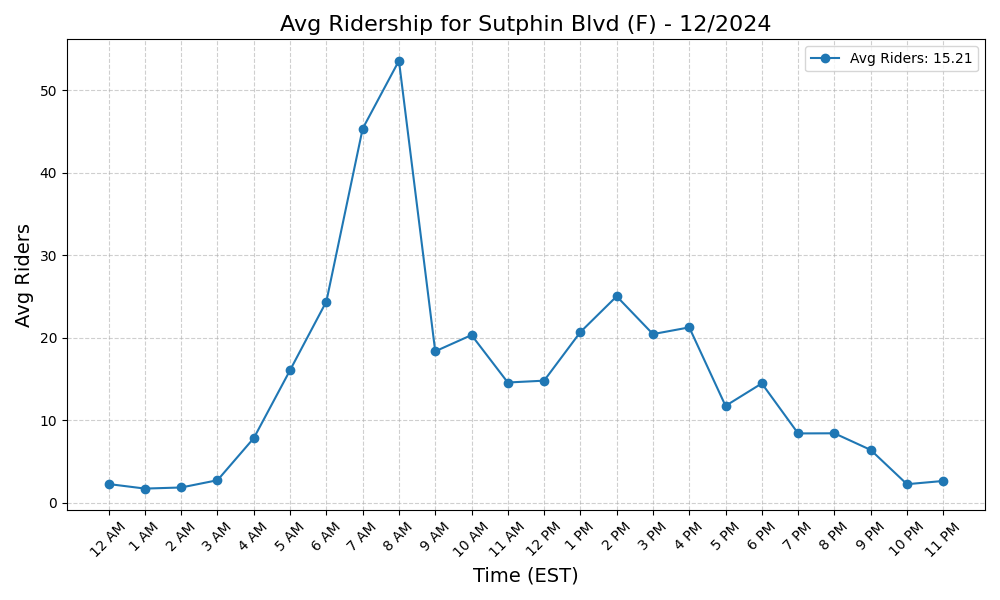 Avg Ridership for Sutphin Blvd (F) - 12/2024
Avg Riders: 15.21
Avg Riders
50
40
30
20
10
0
12 AM
1 AM
2 AM
3 AM
4 AM
5 AM
6 AM
7 AM
8 AM
9 AM
10 AM
11 AM
12 PM
1 PM
2 PM
3 PM
4 PM
5 PM
6 PM
7 PM
8 PM
9 PM
10 PM
11 PM
Time (EST)